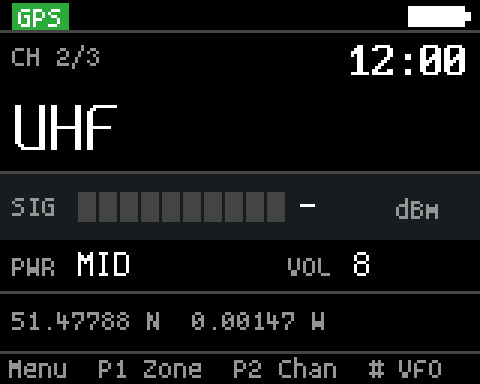 GPS
CH 2/3 12:00
UHF
SIG - dBm
PWR MID VOL 8
51.47788 N 0.00147 W
Menu P1 Zone P2 Chan # VFO